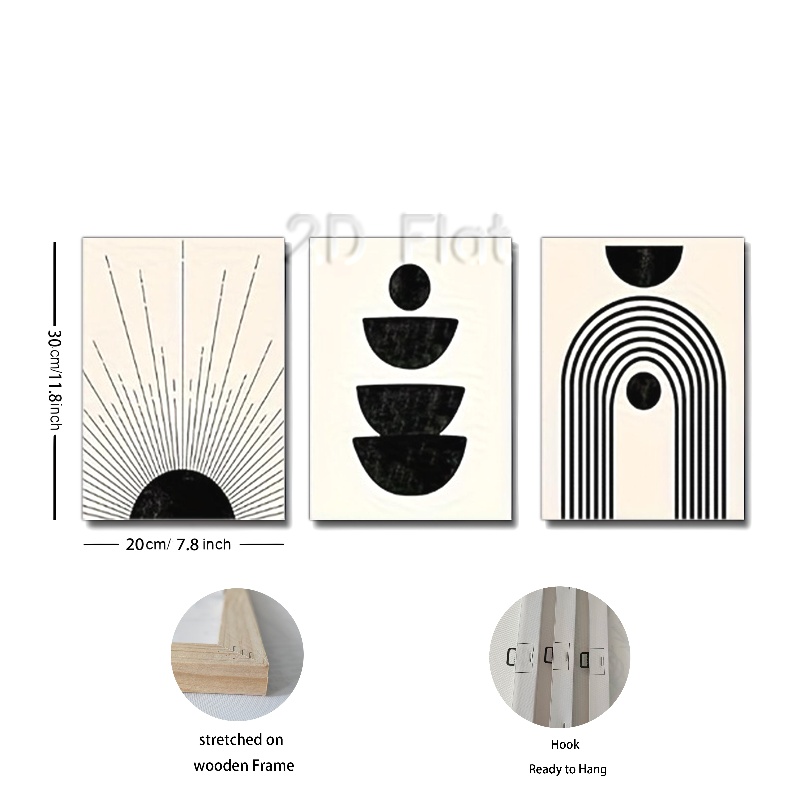 2D Flat
30cm/11.8inch
20cm/ 7.8 inch
stretched on
wooden Frame
Hook
Ready to Hang